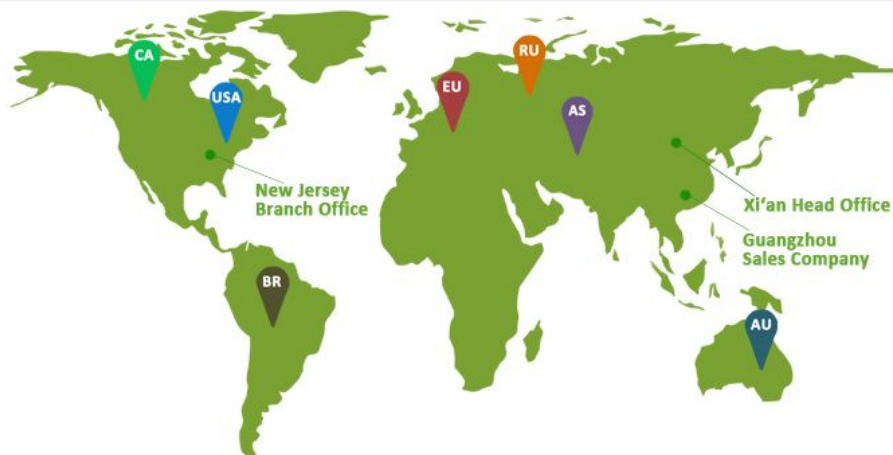 CA
RU
EU
USA
AS
New Jersey
Branch Office
Xi‘an Head Office
Guangzhou
Sales Company
BR
AU